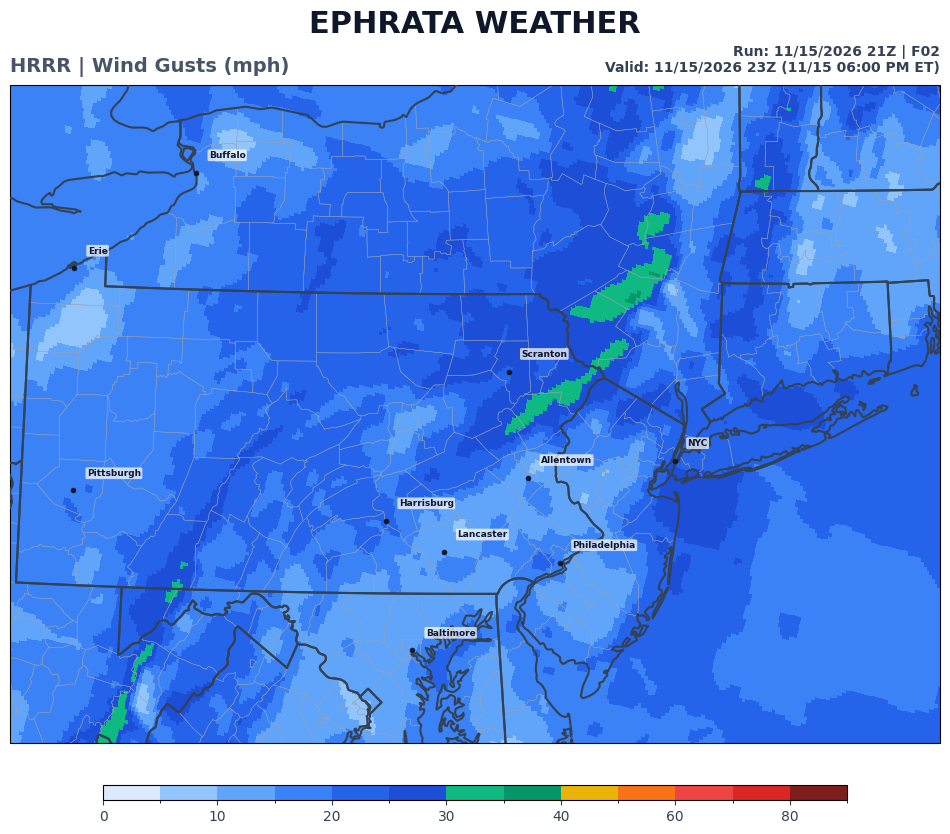 EPHRATA WEATHER
HRRR | Wind Gusts (mph)
Run: 11/15/2026 21Z | F02
Valid: 11/15/2026 23Z (11/15 06:00 PM ET)
Buffalo
Erie
Scranton
NYC
Allentown
Pittsburgh
Harrisburg
Lancaster
Philadelphia
Baltimore
0 10 20 30 40 60 80